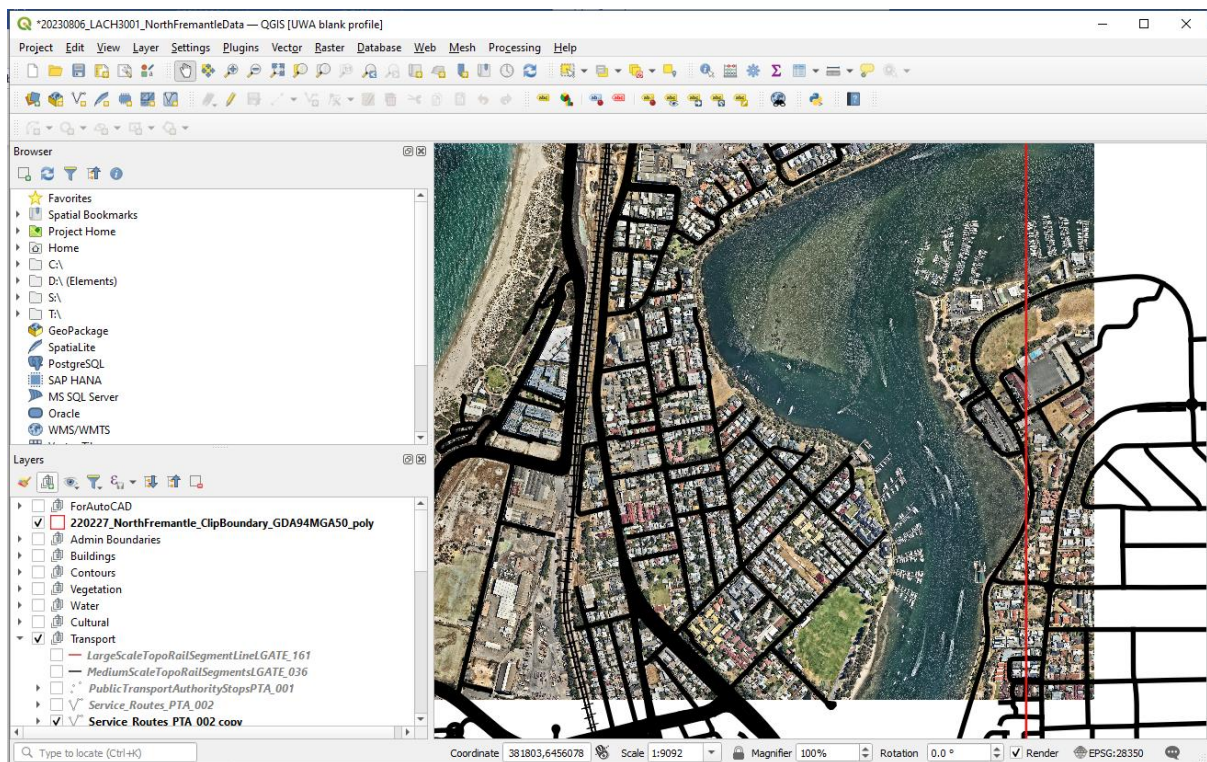 *20230806_LACH3001_NorthFremantleData — QGIS [UWA blank profile]
Project Edit View Layer Settings Plugins Vector Raster Database Web Mesh Processing Help
Browser
Favorites
Spatial Bookmarks
Project Home
Home
C:\
D:\ (Elements)
S:\
T:\
GeoPackage
SpatiaLite
PostgreSQL
SAP HANA
MS SQL Server
Oracle
WMS/WMTS
Layers
ForAutoCAD
220227_NorthFremantle_ClipBoundary_GDA94MGA50_poly
Admin Boundaries
Buildings
Contours
Vegetation
Water
Cultural
Transport
LargeScaleTopoRailSegmentLineLGATE_161
MediumScaleTopoRailSegmentsLGATE_036
PublicTransportAuthorityStopsPTA_001
Service_Routes_PTA_002
Service_Routes_PTA_002 copy
Type to locate (Ctrl+K) Coordinate 381803,6456078 Scale 1:9092 Magnifier 100% Rotation 0.0 ° Render EPSG:28350